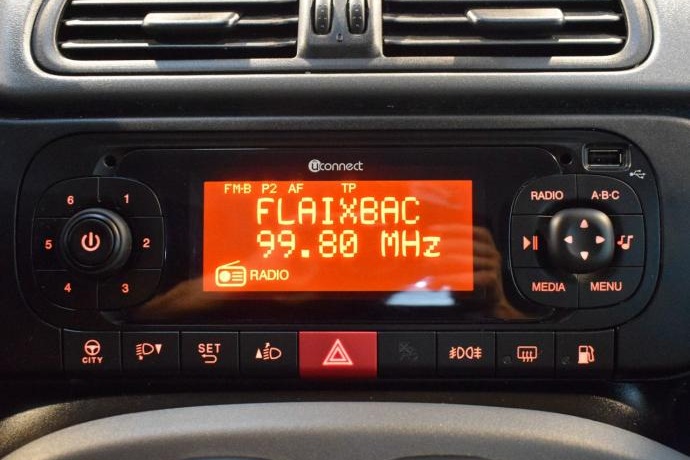 Uconnect
FM-B P2 AF TP
FLAIXBAC
99.80 MHz
RADIO
6 1
5 2
4 3
RADIO A·B·C
MEDIA MENU
CITY
SET